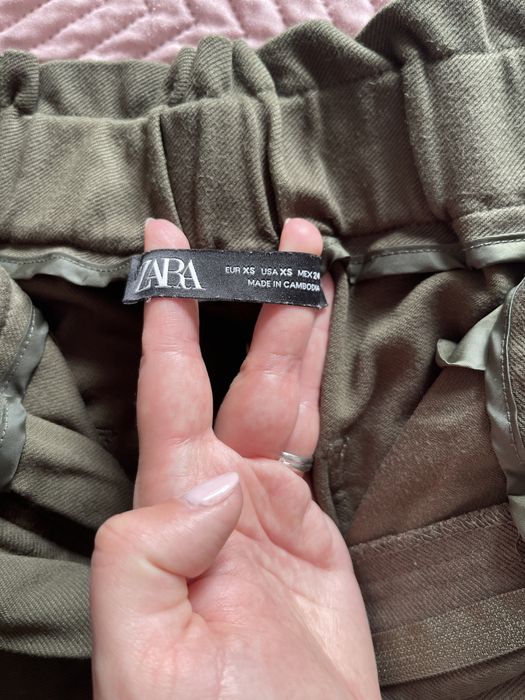 ZARA
EUR XS USA XS MEX 24
MADE IN CAMBODIA